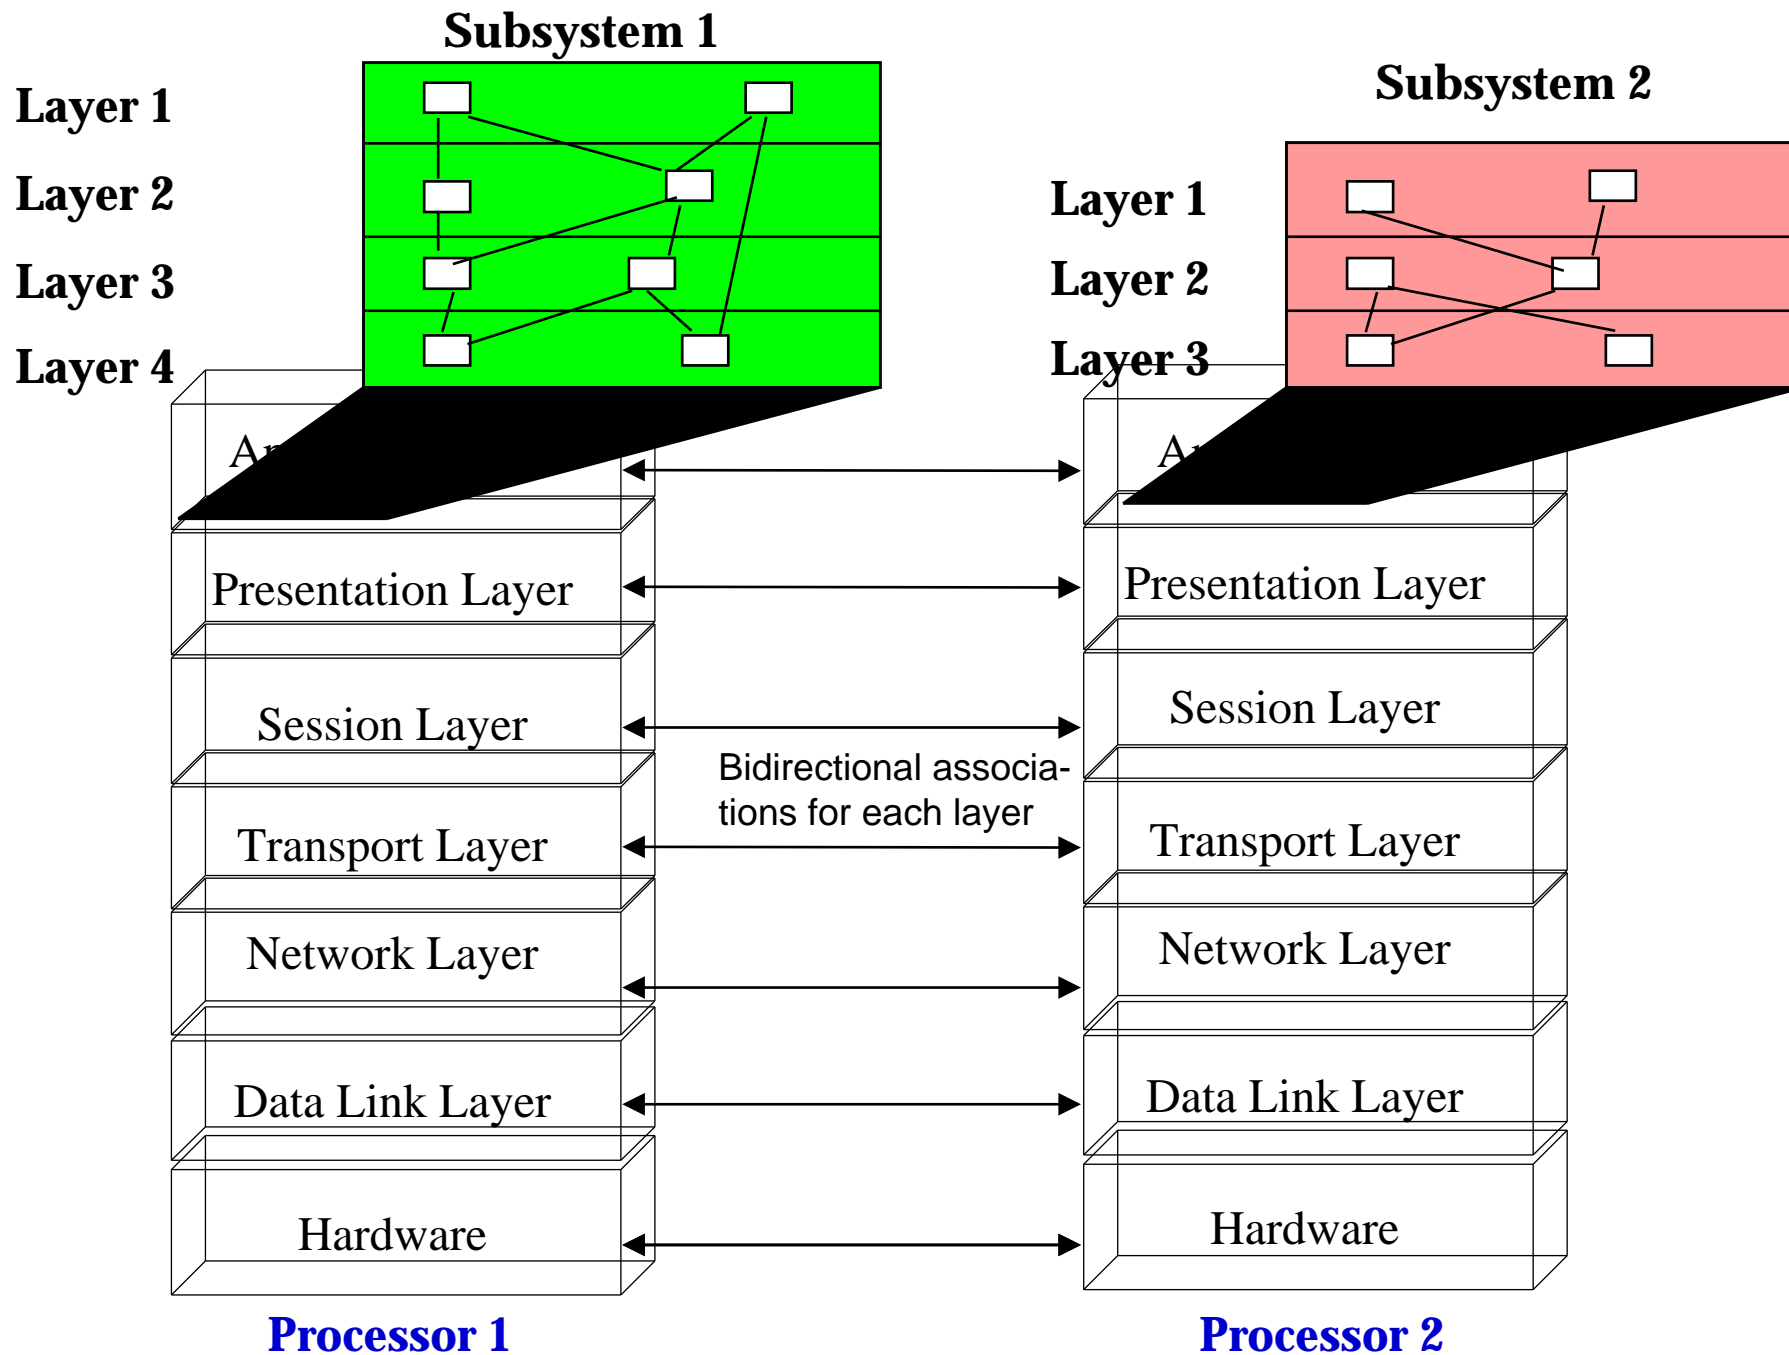 Subsystem 1
Layer 1
Layer 2
Layer 3
Layer 4
Subsystem 2
Layer 1
Layer 2
Layer 3
Presentation Layer
Session Layer
Transport Layer
Network Layer
Data Link Layer
Hardware
Processor 1
Bidirectional associa-
tions for each layer
Presentation Layer
Session Layer
Transport Layer
Network Layer
Data Link Layer
Hardware
Processor 2